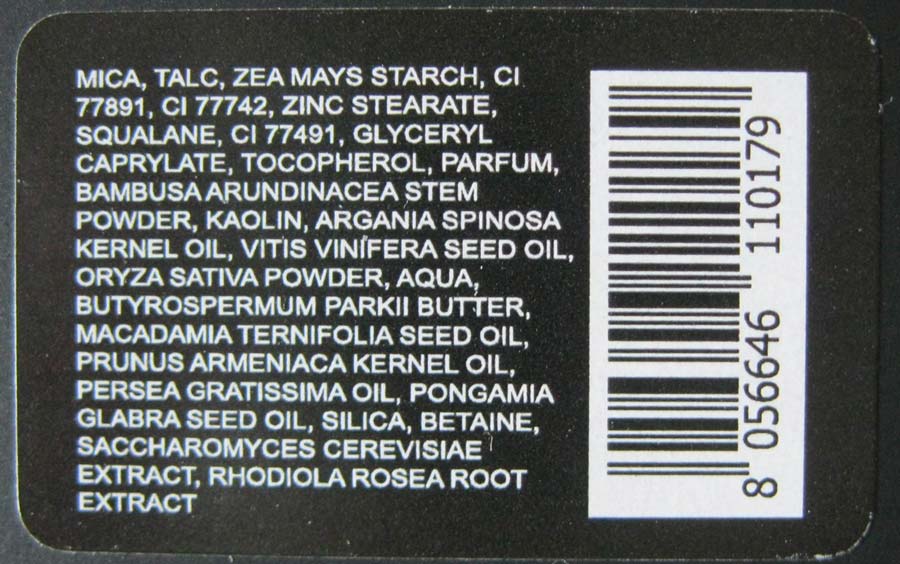 MICA, TALC, ZEA MAYS STARCH, CI
77891, CI 77742, ZINC STEARATE,
SQUALANE, CI 77491, GLYCERYL
CAPRYLATE, TOCOPHEROL, PARFUM,
BAMBUSA ARUNDINACEA STEM
POWDER, KAOLIN, ARGANIA SPINOSA
KERNEL OIL, VITIS VINIFERA SEED OIL,
ORYZA SATIVA POWDER, AQUA,
BUTYROSPERMUM PARKII BUTTER,
MACADAMIA TERNIFOLIA SEED OIL,
PRUNUS ARMENIACA KERNEL OIL,
PERSEA GRATISSIMA OIL, PONGAMIA
GLABRA SEED OIL, SILICA, BETAINE,
SACCHAROMYCES CEREVISIAE
EXTRACT, RHODIOLA ROSEA ROOT
EXTRACT
8 056646 110179